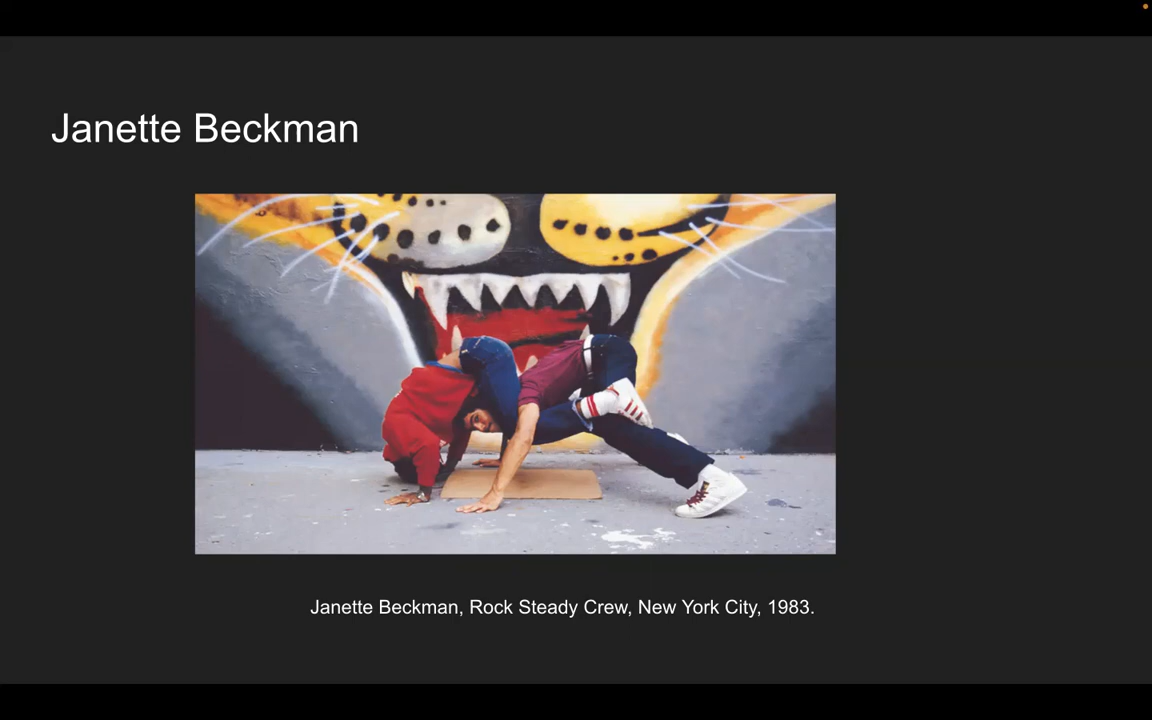 Janette Beckman
Janette Beckman, Rock Steady Crew, New York City, 1983.